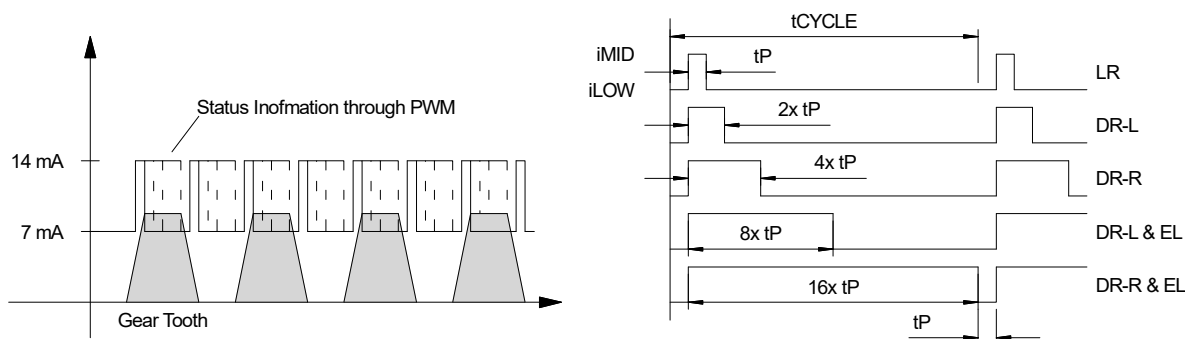 Status Inofmation through PWM
14 mA
7 mA
Gear Tooth
tCYCLE
iMID
iLOW
tP
LR
2x tP
DR-L
4x tP
DR-R
8x tP
DR-L & EL
16x tP
DR-R & EL
tP